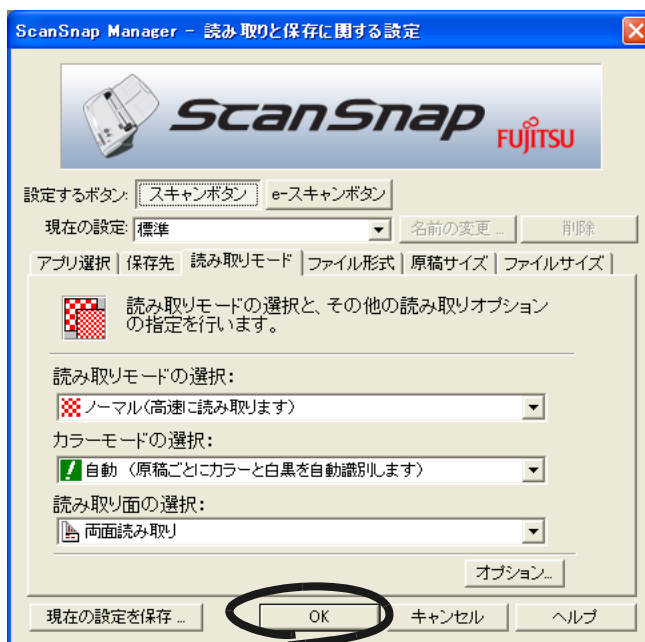 ScanSnap Manager - 読み取りと保存に関する設定
ScanSnap
FUJITSU
設定するボタン: スキャンボタン e-スキャンボタン
現在の設定: 標準 名前の変更 ... 削除
アプリ選択 保存先 読み取りモード ファイル形式 原稿サイズ ファイルサイズ
読み取りモードの選択と、その他の読み取りオプション
の指定を行います。
読み取りモードの選択:
ノーマル(高速に読み取ります)
カラーモードの選択:
自動 (原稿ごとにカラーと白黒を自動識別します)
読み取り面の選択:
両面読み取り
オプション...
現在の設定を保存 ... OK キャンセル ヘルプ